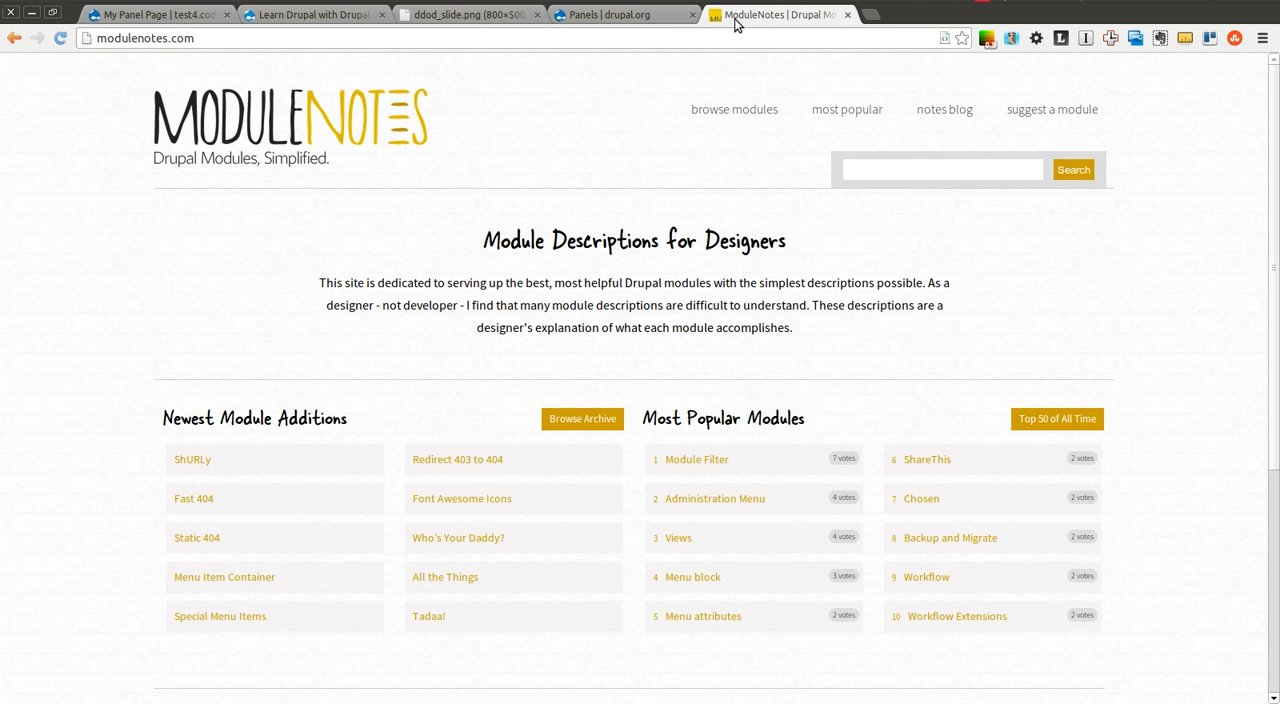 My Panel Page | test4.cod
Learn Drupal with Drupal
ddod_slide.png (800×500
Panels | drupal.org
ModuleNotes | Drupal Mo
modulenotes.com
MODULENOTES
Drupal Modules, Simplified.
browse modules
most popular
notes blog
suggest a module
Search
Module Descriptions for Designers
This site is dedicated to serving up the best, most helpful Drupal modules with the simplest descriptions possible. As a
designer - not developer - I find that many module descriptions are difficult to understand. These descriptions are a
designer's explanation of what each module accomplishes.
Newest Module Additions
Browse Archive
ShURLy
Redirect 403 to 404
Fast 404
Font Awesome Icons
Static 404
Who's Your Daddy?
Menu Item Container
All the Things
Special Menu Items
Tadaa!
Most Popular Modules
Top 50 of All Time
1 Module Filter 7 votes
6 ShareThis 2 votes
2 Administration Menu 4 votes
7 Chosen 2 votes
3 Views 4 votes
8 Backup and Migrate 2 votes
4 Menu block 3 votes
9 Workflow 2 votes
5 Menu attributes 2 votes
10 Workflow Extensions 2 votes